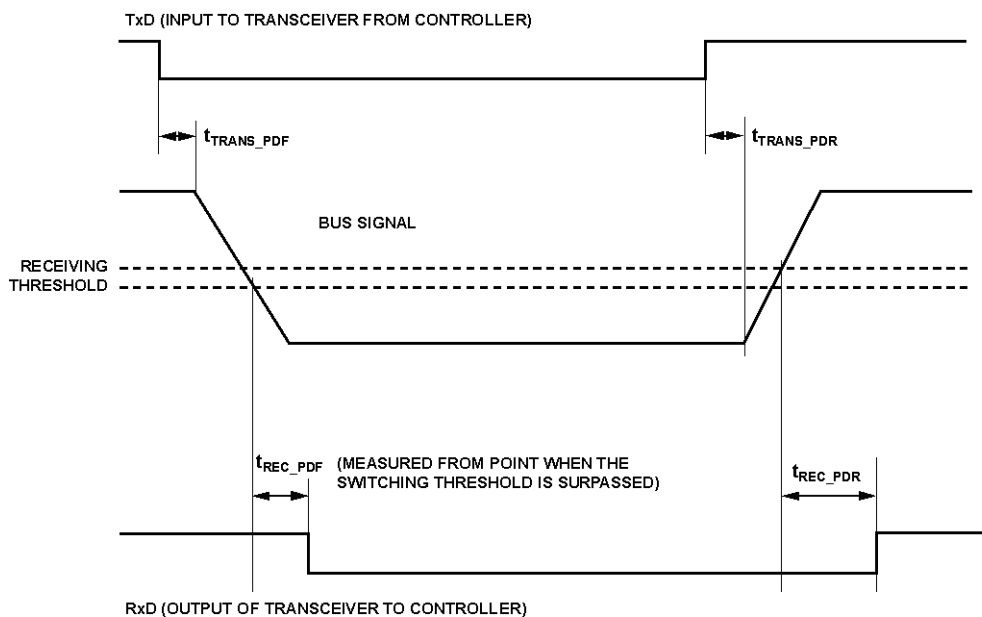 TxD (INPUT TO TRANSCEIVER FROM CONTROLLER)
tTRANS_PDF
tTRANS_PDR
BUS SIGNAL
RECEIVING
THRESHOLD
tREC_PDF (MEASURED FROM POINT WHEN THE
SWITCHING THRESHOLD IS SURPASSED)
tREC_PDR
RxD (OUTPUT OF TRANSCEIVER TO CONTROLLER)